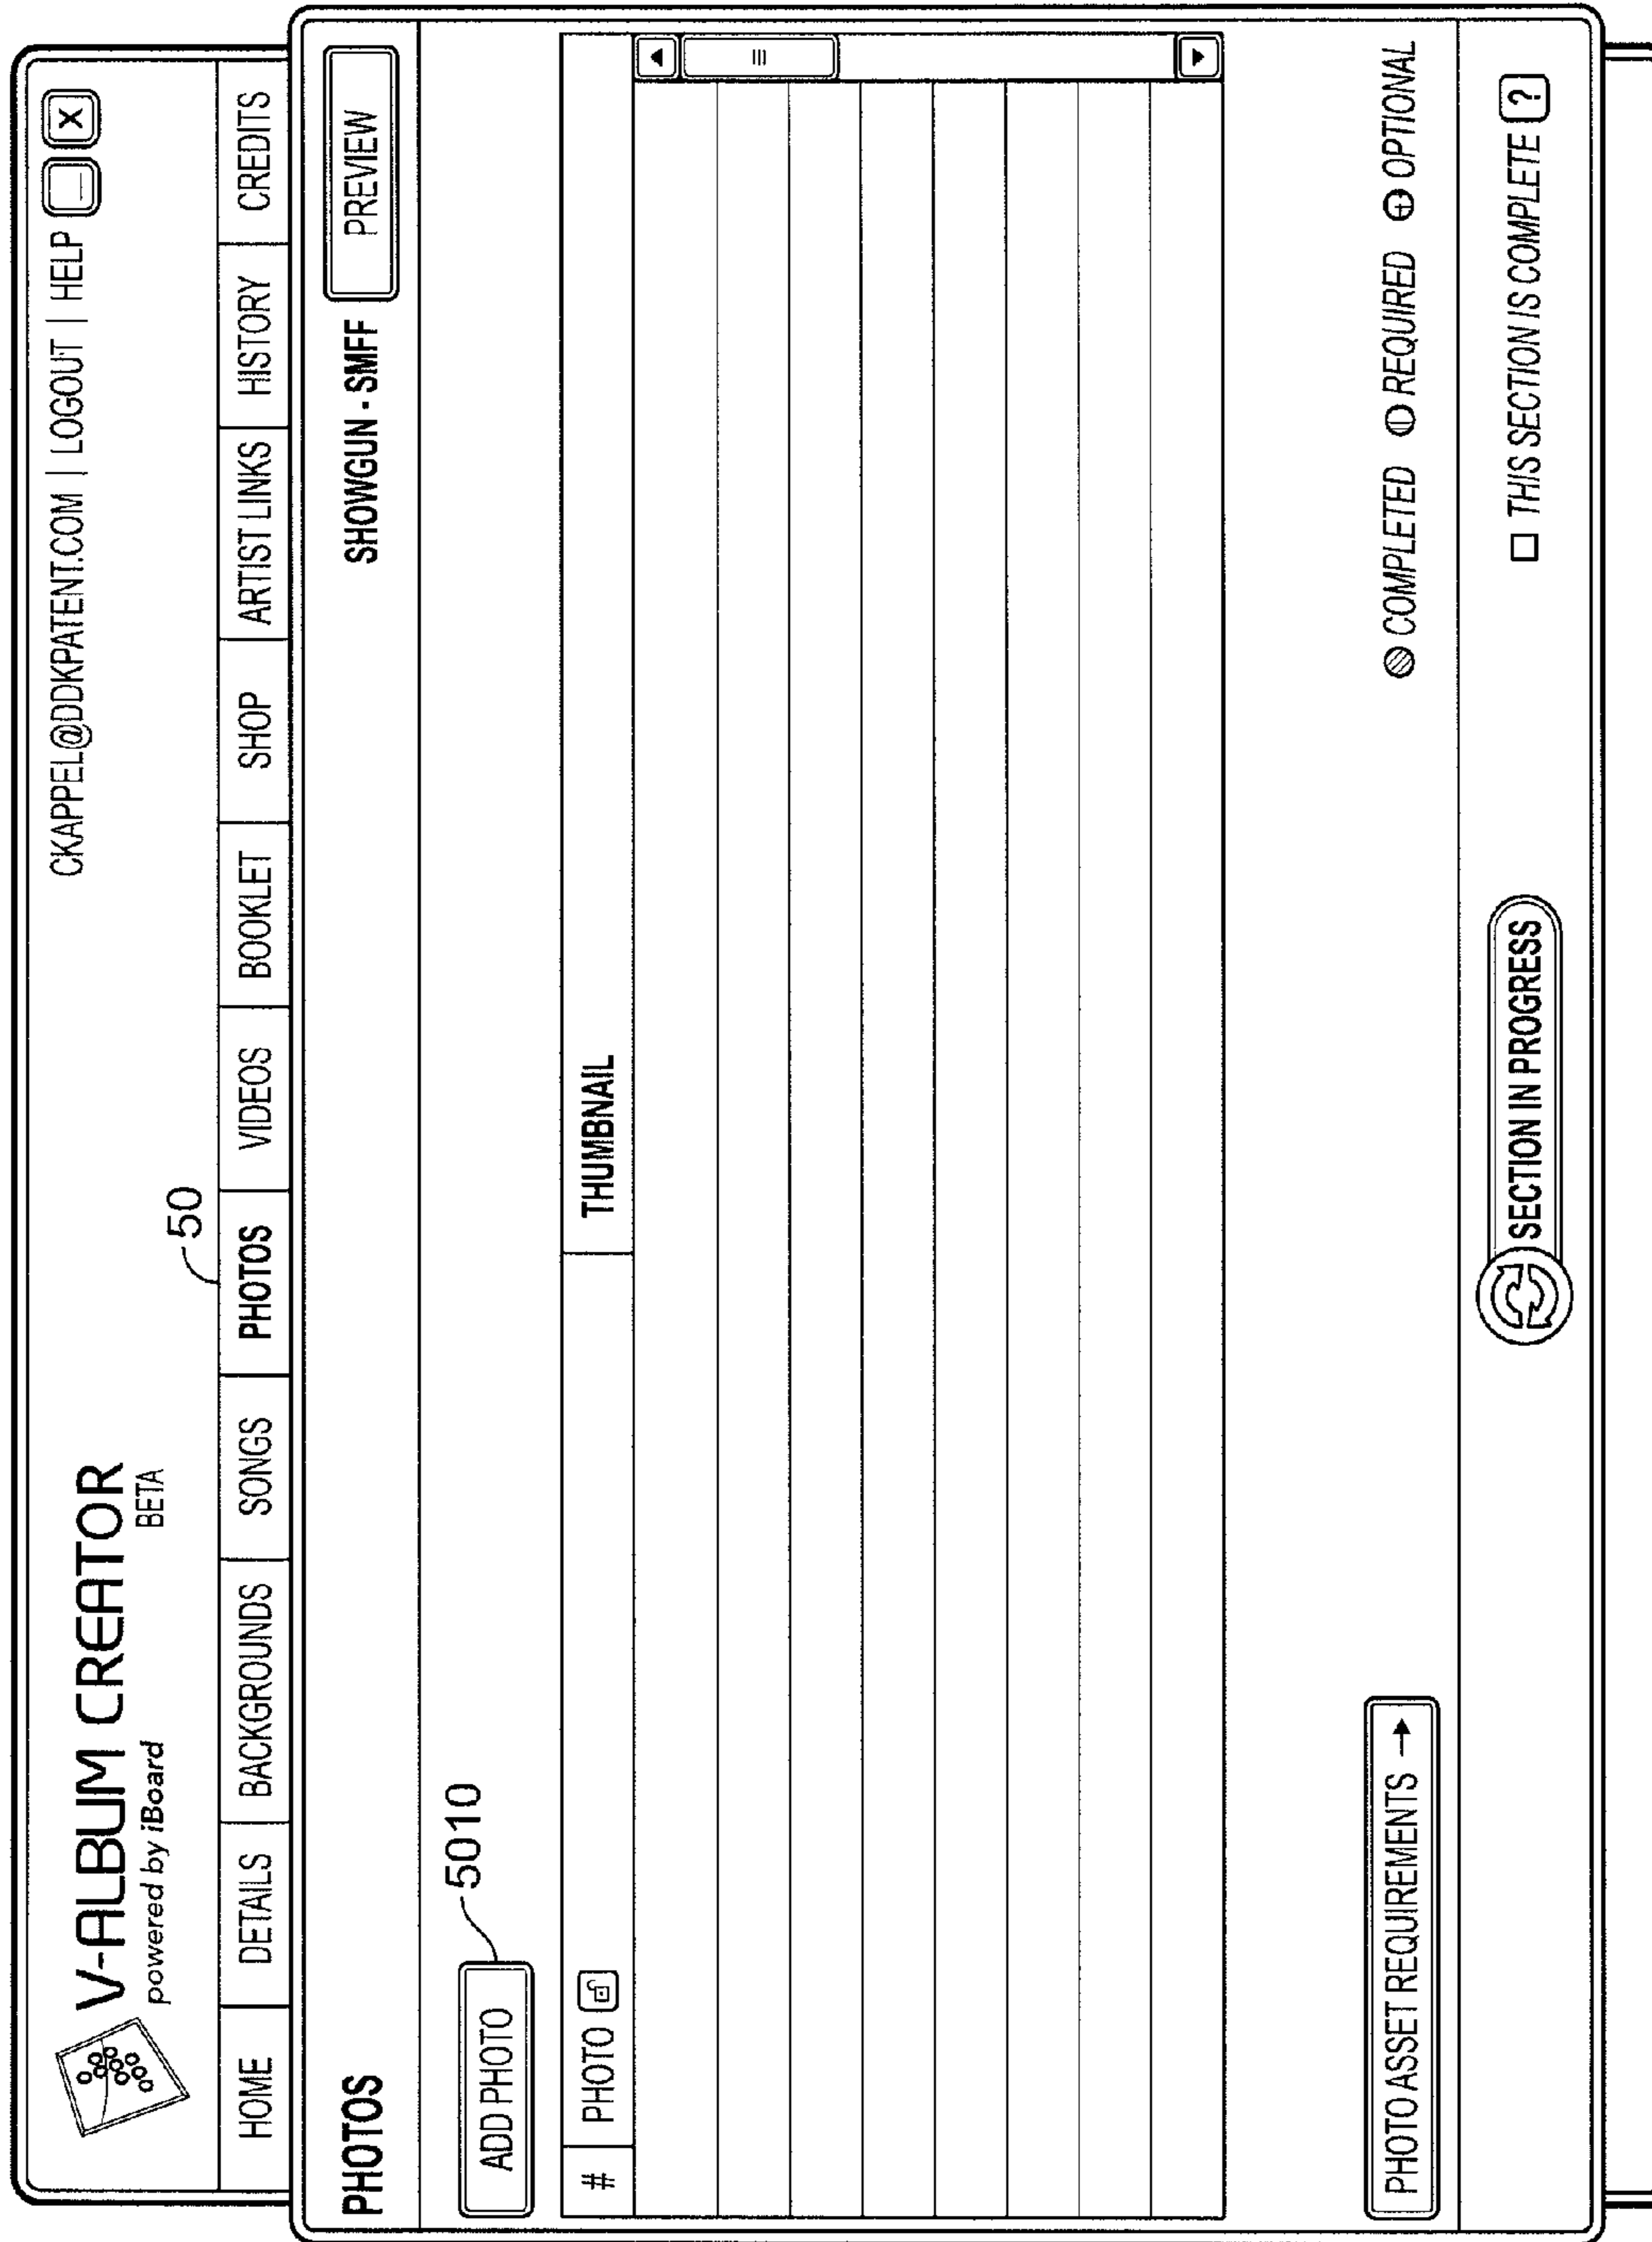 V-ALBUM CREATOR
BETA
powered by iBoard
CKAPPEL@DDKPATENT.COM | LOGOUT | HELP _ X
50
HOME DETAILS BACKGROUNDS SONGS PHOTOS VIDEOS BOOKLET SHOP ARTIST LINKS HISTORY CREDITS
PHOTOS SHOWGUN - SMFF PREVIEW
ADD PHOTO 5010
# PHOTO THUMBNAIL
PHOTO ASSET REQUIREMENTS → COMPLETED REQUIRED OPTIONAL
SECTION IN PROGRESS THIS SECTION IS COMPLETE ?